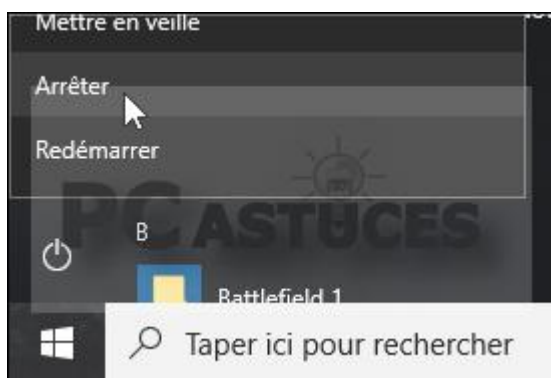 Mettre en veille
Arrêter
Redémarrer
PC ASTUCES
B
Battlefield 1
Taper ici pour rechercher